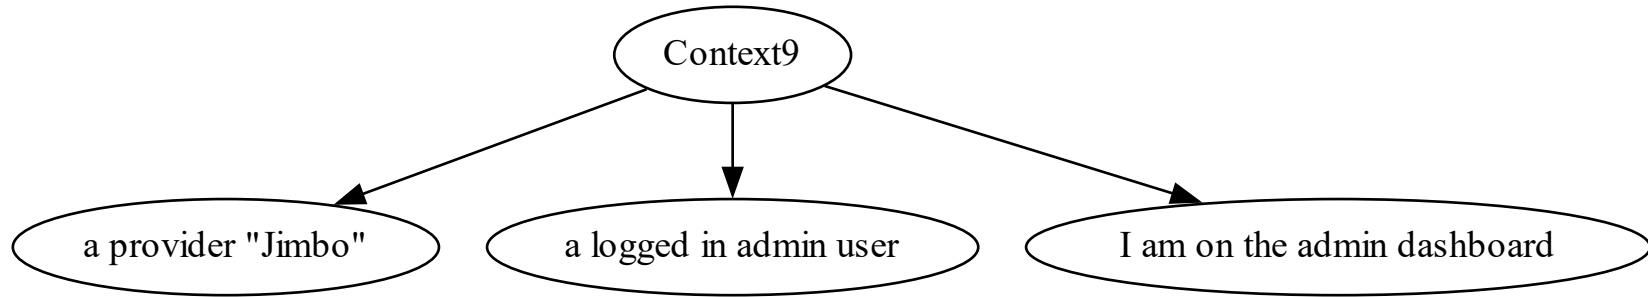 Context9
a provider "Jimbo"
a logged in admin user
I am on the admin dashboard